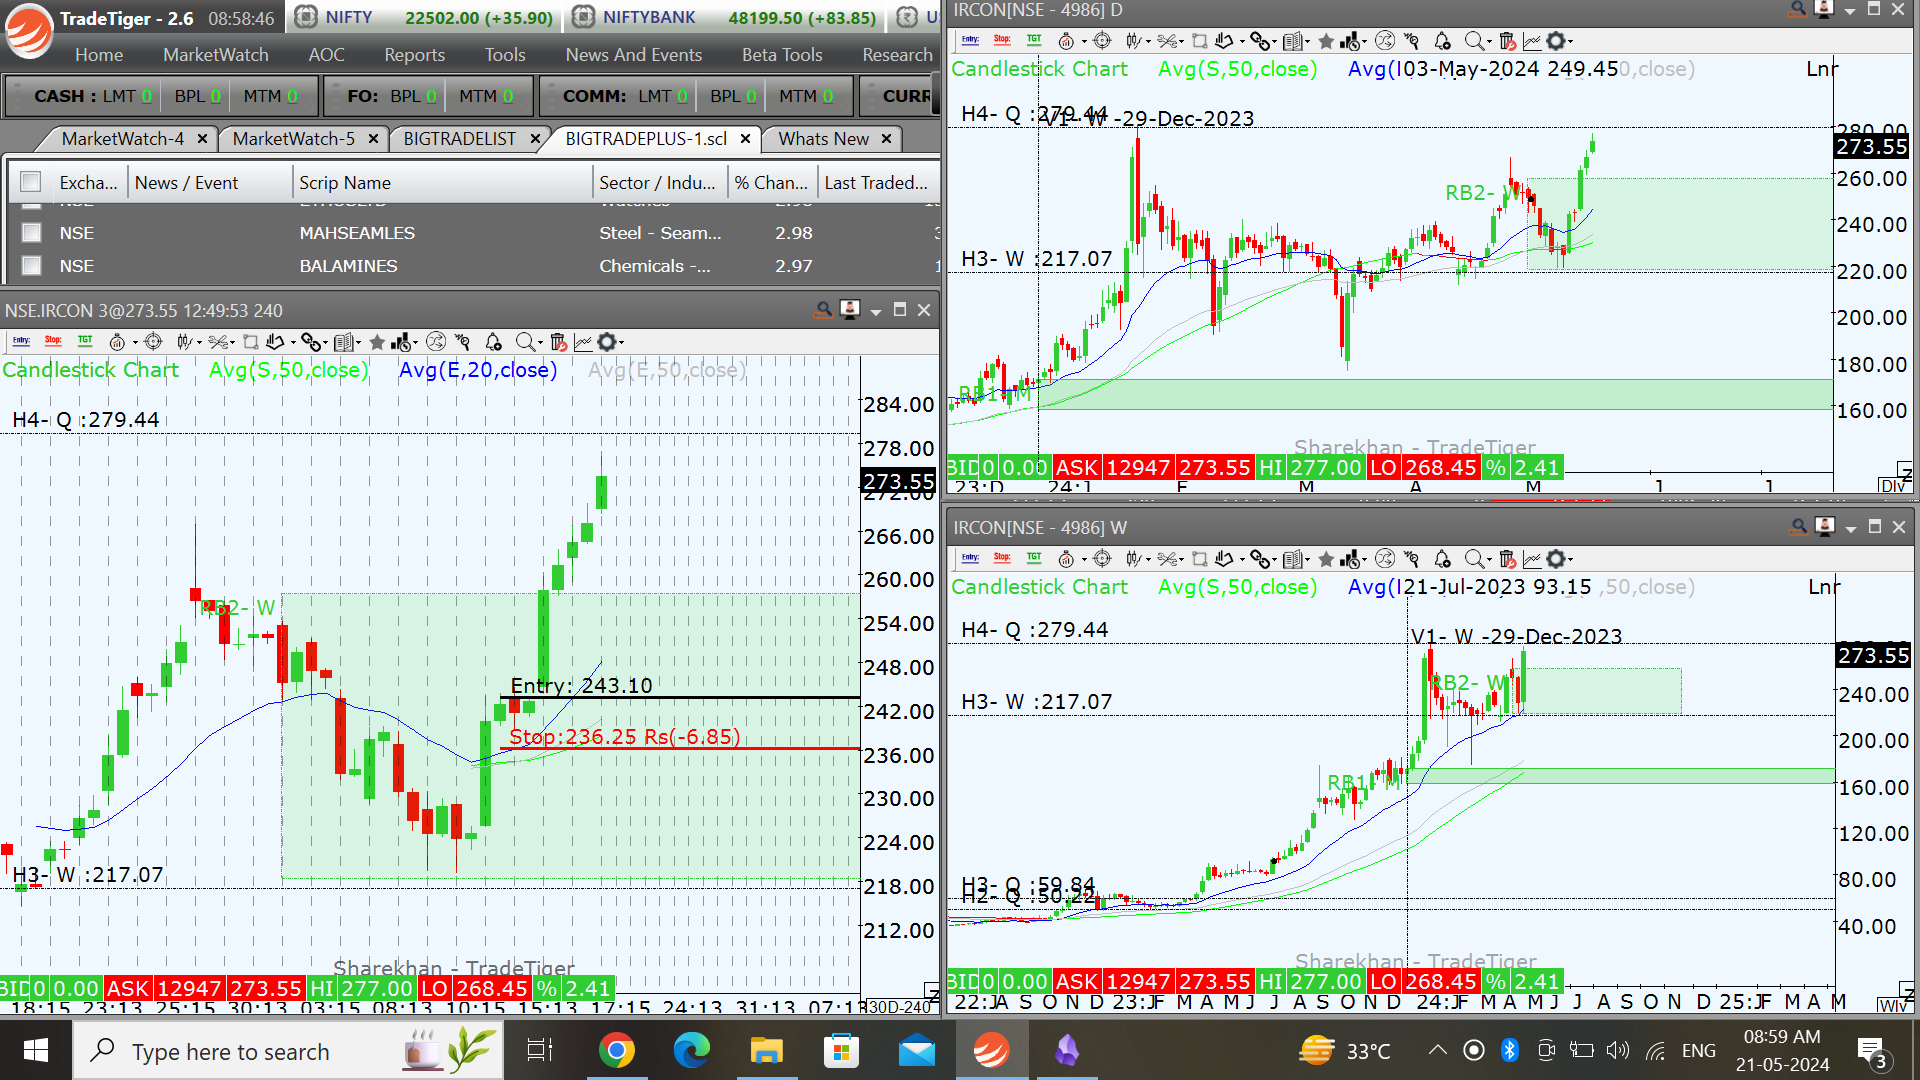 TradeTiger - 2.6 08:58:46 NIFTY 22502.00 (+35.90) NIFTYBANK 48199.50 (+83.85)
Home MarketWatch AOC Reports Tools News And Events Beta Tools Research
CASH : LMT 0 BPL 0 MTM 0 FO: BPL 0 MTM 0 COMM: LMT 0 BPL 0 MTM 0 CURR
MarketWatch-4 MarketWatch-5 BIGTRADELIST BIGTRADEPLUS-1.scl Whats New
Excha... News / Event Scrip Name Sector / Indu... % Chan... Last Traded...
NSE MAHSEAMLES Steel - Seam... 2.98
NSE BALAMINES Chemicals -... 2.97
NSE.IRCON 3@273.55 12:49:53 240
Entry: Stop: TGT
Candlestick Chart Avg(S,50,close) Avg(E,20,close) Avg(E,50,close)
H4- Q :279.44
RB2- W
Entry: 243.10
Stop:236.25 Rs(-6.85)
H3- W :217.07
284.00
278.00
273.55
272.00
266.00
260.00
254.00
248.00
242.00
236.00
230.00
224.00
218.00
212.00
Sharekhan - TradeTiger
BID 0 0.00 ASK 12947 273.55 HI 277.00 LO 268.45 % 2.41
18:15 23:13 25:15 30:13 03:15 08:13 10:15 15:13 17:15 24:13 31:13 07:13 30D-240
IRCON[NSE - 4986] D
Entry: Stop: TGT
Candlestick Chart Avg(S,50,close) Avg( 03-May-2024 249.45 0,close) Lnr
H4- Q :279.44
V1- W -29-Dec-2023
RB2- W
H3- W :217.07
RB1- M
280.00
273.55
260.00
240.00
220.00
200.00
180.00
160.00
Sharekhan - TradeTiger
BID 0 0.00 ASK 12947 273.55 HI 277.00 LO 268.45 % 2.41
23:D 24:J F M A M J J
IRCON[NSE - 4986] W
Entry: Stop: TGT
Candlestick Chart Avg(S,50,close) Avg( 21-Jul-2023 93.15 ,50,close) Lnr
H4- Q :279.44
V1- W -29-Dec-2023
RB2- W
H3- W :217.07
RB1- M
H3- Q :59.84
H2- Q :50.22
273.55
240.00
200.00
160.00
120.00
80.00
40.00
Sharekhan - TradeTiger
BID 0 0.00 ASK 12947 273.55 HI 277.00 LO 268.45 % 2.41
22:J A S O N D 23:J F M A M J J A S O N D 24:J F M A M J J A S O N D 25:J F M A M
Type here to search
33°C
ENG
08:59 AM
21-05-2024
3